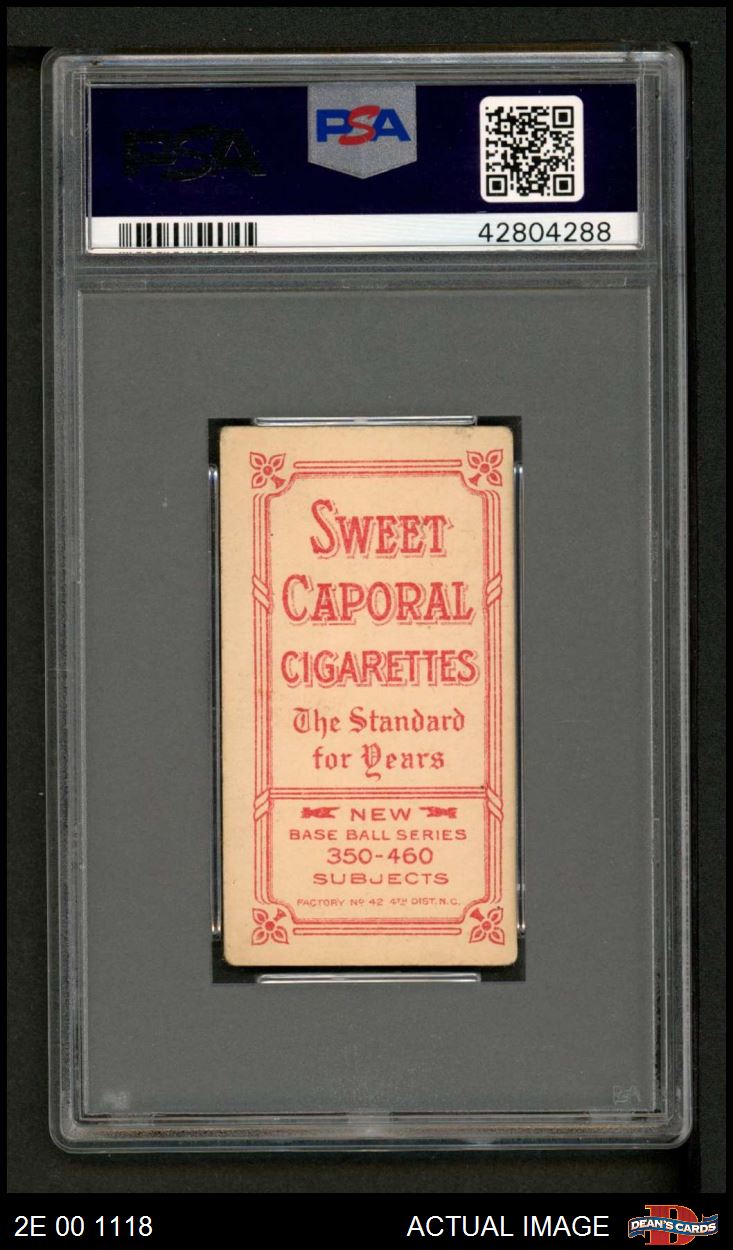 PSA
PSA
42804288
SWEET
CAPORAL
CIGARETTES
The Standard
for Years
NEW
BASE BALL SERIES
350-460
SUBJECTS
FACTORY Nº 42 4TH DIST. N.C.
PSA
2E 00 1118
ACTUAL IMAGE
DEAN'S CARDS